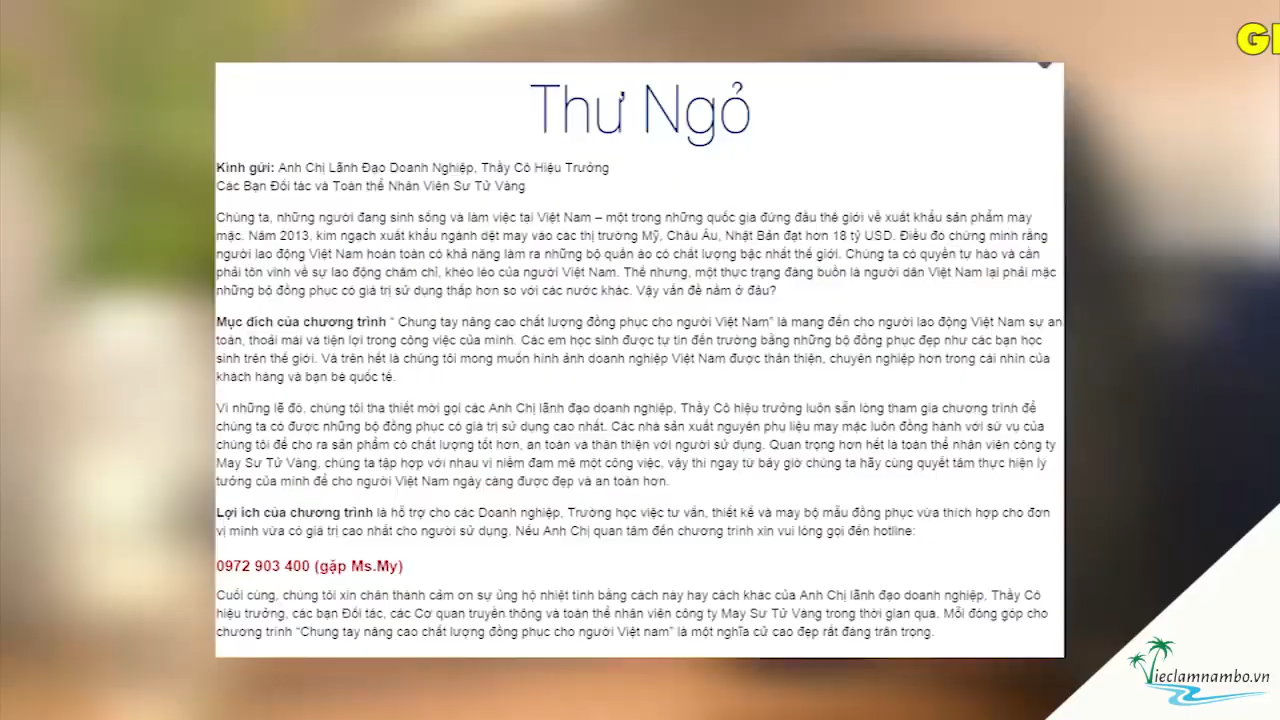 GI
Thư Ngỏ
Kính gửi: Anh Chị Lãnh Đạo Doanh Nghiệp, Thầy Cô Hiệu Trưởng
Các Bạn Đối tác và Toàn thể Nhân Viên Sư Tử Vàng
Chúng ta, những người đang sinh sống và làm việc tại Việt Nam – một trong những quốc gia đứng đầu thế giới về xuất khẩu sản phẩm may
mặc. Năm 2013, kim ngạch xuất khẩu ngành dệt may vào các thị trường Mỹ, Châu Âu, Nhật Bản đạt hơn 18 tỷ USD. Điều đó chứng minh rằng
người lao động Việt Nam hoàn toàn có khả năng làm ra những bộ quần áo có chất lượng bậc nhất thế giới. Chúng ta có quyền tự hào và cần
phải tôn vinh về sự lao động chăm chỉ, khéo léo của người Việt Nam. Thế nhưng, một thực trạng đáng buồn là người dân Việt Nam lại phải mặc
những bộ đồng phục có giá trị sử dụng thấp hơn so với các nước khác. Vậy vấn đề nằm ở đâu?
Mục đích của chương trình “ Chung tay nâng cao chất lượng đồng phục cho người Việt Nam” là mang đến cho người lao động Việt Nam sự an
toàn, thoải mái và tiện lợi trong công việc của mình. Các em học sinh được tự tin đến trường bằng những bộ đồng phục đẹp như các bạn học
sinh trên thế giới. Và trên hết là chúng tôi mong muốn hình ảnh doanh nghiệp Việt Nam được thân thiện, chuyên nghiệp hơn trong cái nhìn của
khách hàng và bạn bè quốc tế.
Vì những lẽ đó, chúng tôi tha thiết mời gọi các Anh Chị lãnh đạo doanh nghiệp, Thầy Cô hiệu trưởng luôn sẵn lòng tham gia chương trình để
chúng ta có được những bộ đồng phục có giá trị sử dụng cao nhất. Các nhà sản xuất nguyên phụ liệu may mặc luôn đồng hành với sứ vụ của
chúng tôi để cho ra sản phẩm có chất lượng tốt hơn, an toàn và thân thiện với người sử dụng. Quan trọng hơn hết là toàn thể nhân viên công ty
May Sư Tử Vàng, chúng ta tập hợp với nhau vì niềm đam mê một công việc, vậy thì ngay từ bây giờ chúng ta hãy cùng quyết tâm thực hiện lý
tưởng của mình để cho người Việt Nam ngày càng được đẹp và an toàn hơn.
Lợi ích của chương trình là hỗ trợ cho các Doanh nghiệp, Trường học việc tư vấn, thiết kế và may bộ mẫu đồng phục vừa thích hợp cho đơn
vị mình vừa có giá trị cao nhất cho người sử dụng. Nếu Anh Chị quan tâm đến chương trình xin vui lòng gọi đến hotline:
0972 903 400 (gặp Ms.My)
Cuối cùng, chúng tôi xin chân thành cảm ơn sự ủng hộ nhiệt tình bằng cách này hay cách khác của Anh Chị lãnh đạo doanh nghiệp, Thầy Cô
hiệu trưởng, các bạn Đối tác, các Cơ quan truyền thông và toàn thể nhân viên công ty May Sư Tử Vàng trong thời gian qua. Mỗi đóng góp cho
chương trình “Chung tay nâng cao chất lượng đồng phục cho người Việt nam” là một nghĩa cử cao đẹp rất đáng trân trọng.
Vieclamnambo.vn